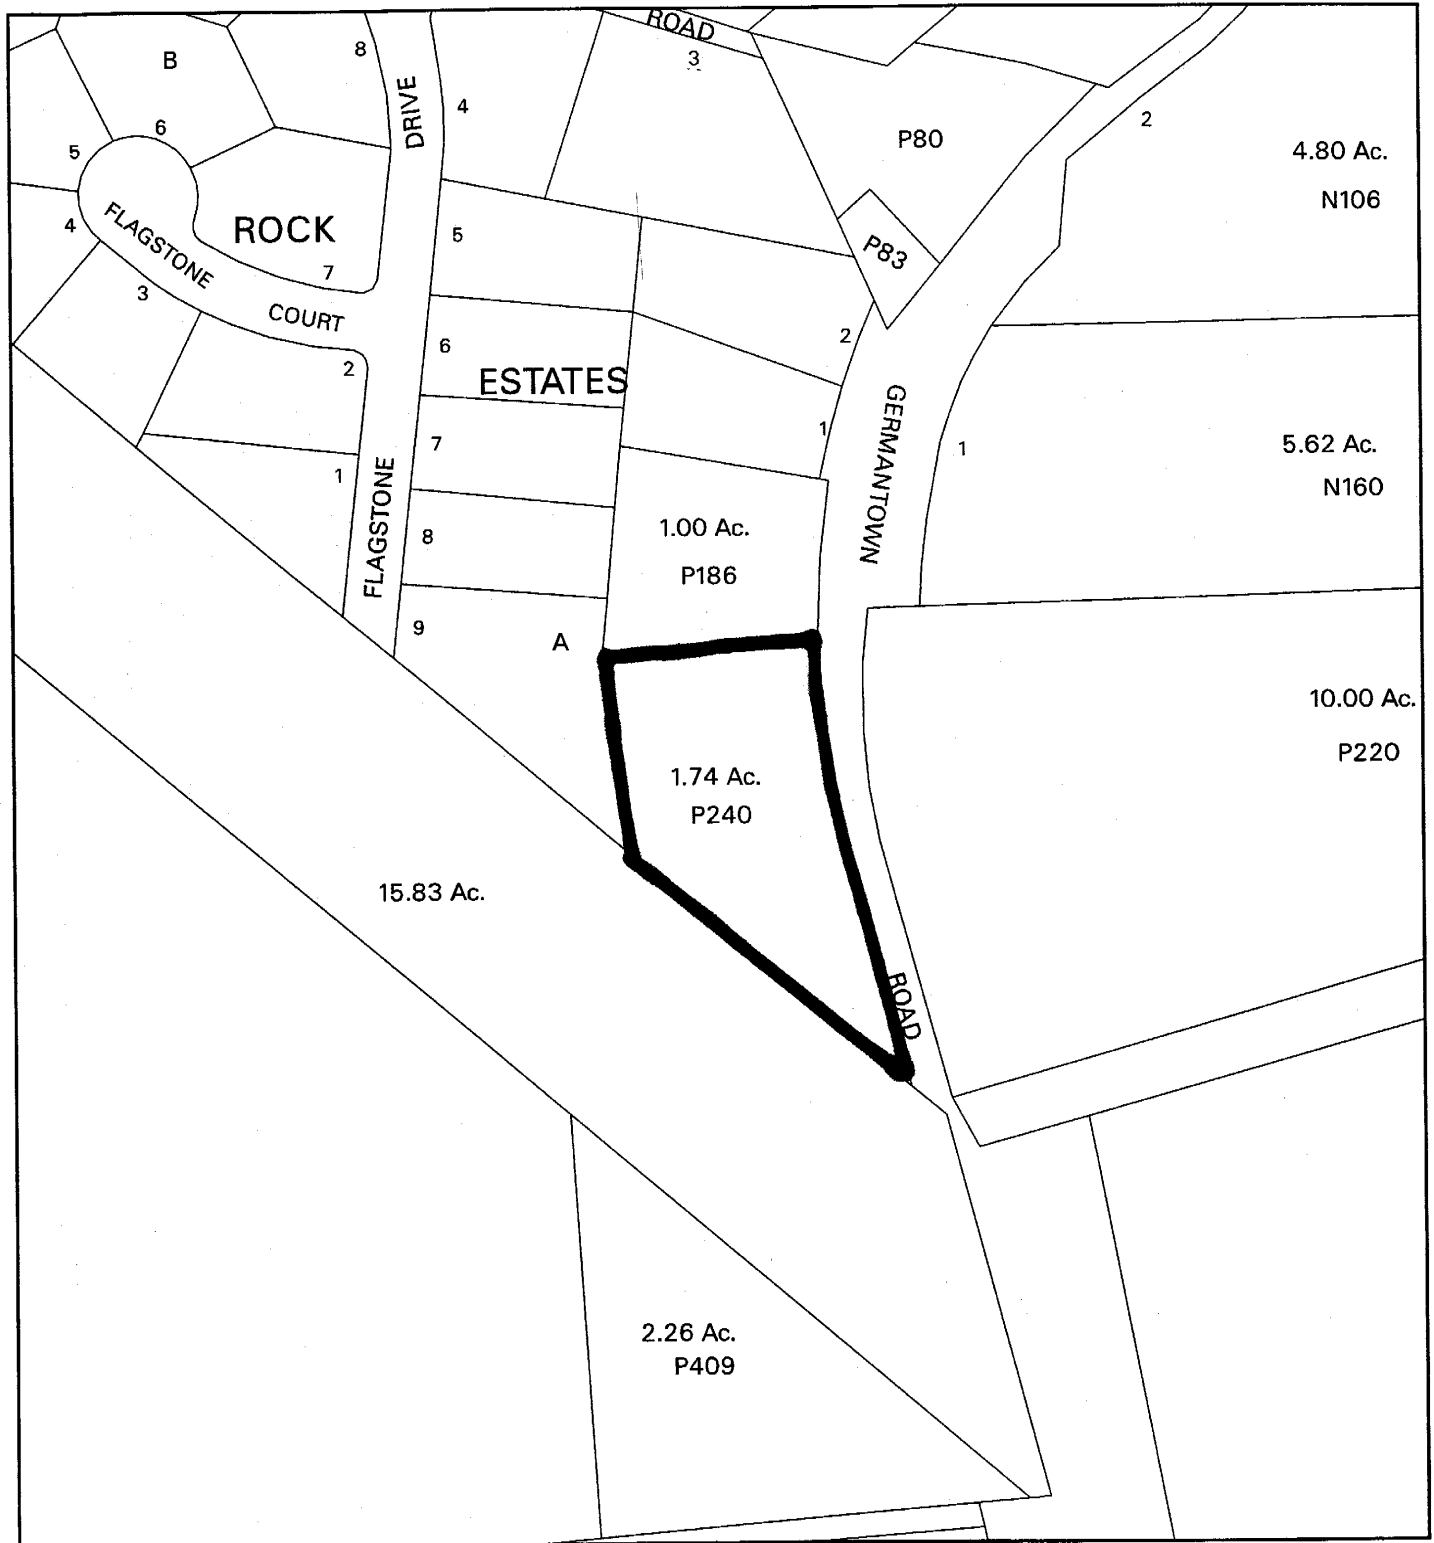 ROAD
B
8
3
4
DRIVE
2
6
P80
4.80 Ac.
5
N106
4
FLAGSTONE
ROCK
5
P83
7
3
COURT
2
6
2
ESTATES
GERMANTOWN
1
7
1
5.62 Ac.
1
N160
FLAGSTONE
1.00 Ac.
8
P186
9
A
10.00 Ac.
P220
1.74 Ac.
P240
15.83 Ac.
ROAD
2.26 Ac.
P409